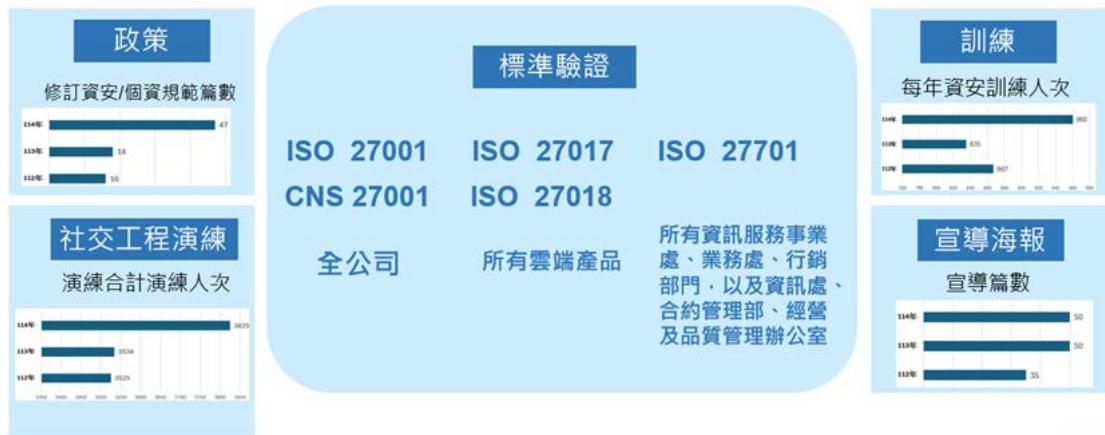 政策
修訂資安/個資規範篇數
114年 47
113年 18
112年 16
社交工程演練
演練合計演練人次
114年 3825
113年 3534
112年 3525
標準驗證
ISO 27001 ISO 27017 ISO 27701
CNS 27001 ISO 27018
全公司
所有雲端產品
所有資訊服務事業
處、業務處、行銷
部門，以及資訊處、
合約管理部、經營
及品質管理辦公室
訓練
每年資安訓練人次
114年 960
113年 835
112年 867
宣導海報
宣導篇數
114年 50
113年 50
112年 35